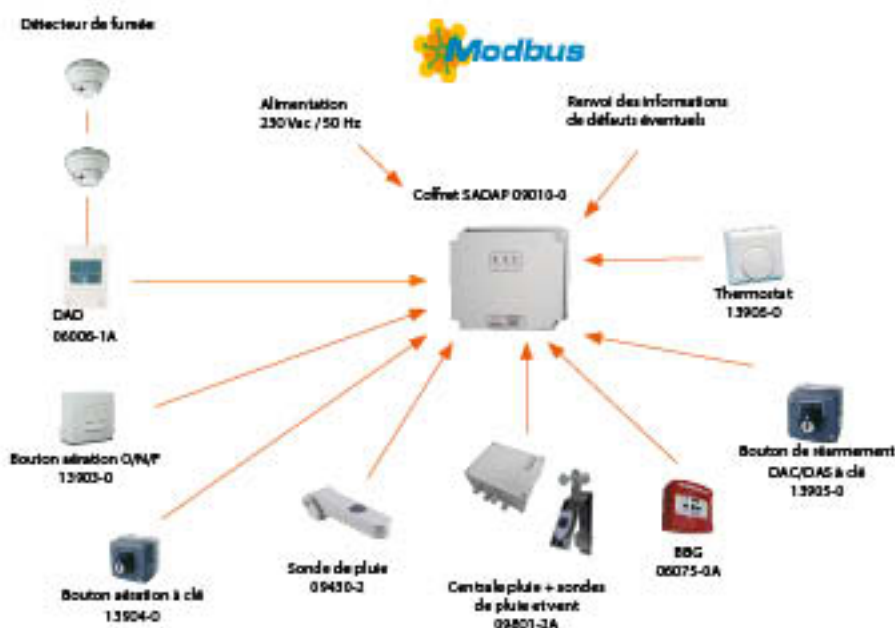 Détecteur de fumée
Modbus
Alimentation
230 Vac / 50 Hz
Renvoi des informations
de défauts éventuels
Coffret SADAP 09010-0
DAD
06006-1A
Thermostat
13906-0
Bouton aération O/N/F
13903-0
Bouton de réarmement
DAC/DAS à clé
13905-0
Bouton aération à clé
13904-0
Sonde de pluie
09430-2
Centrale pluie + sondes
de pluie et vent
09801-2A
BBG
06075-0A